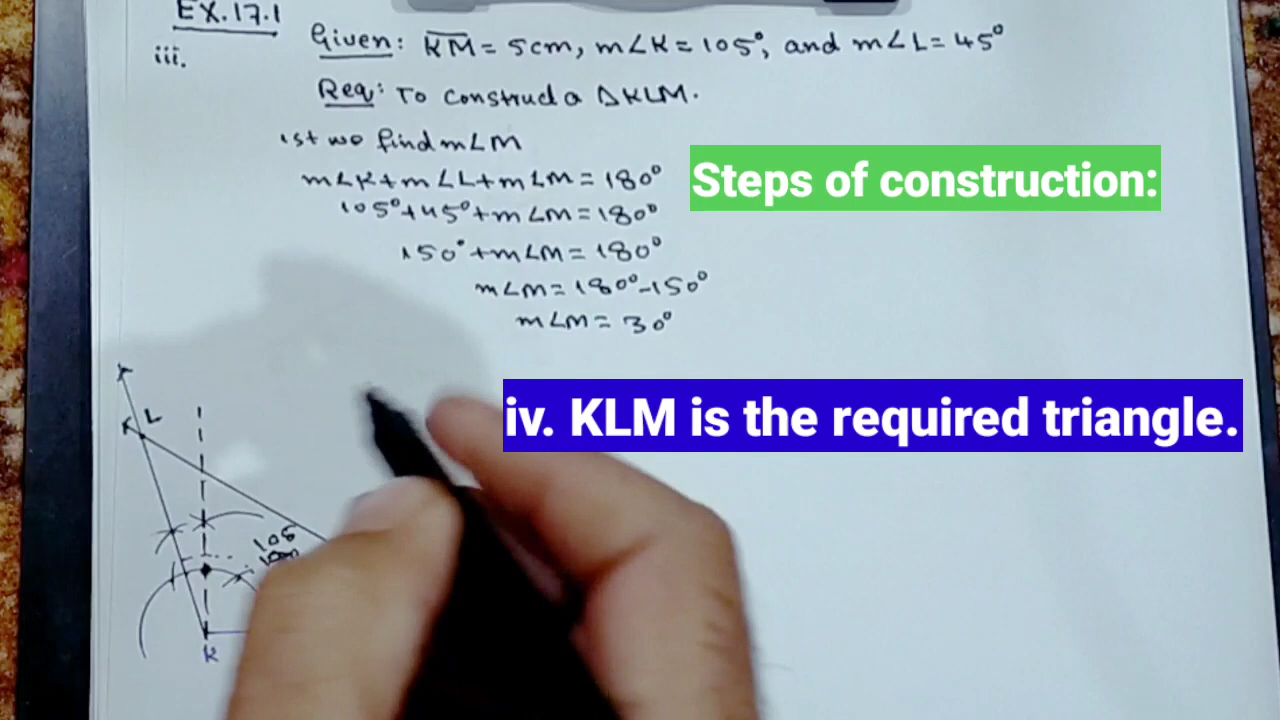 EX.17.1
iii.
Given: KM = 5cm, m∠K = 105°, and m∠L = 45°
Req: To construct a △KLM.
1st we find m∠M
m∠K + m∠L + m∠M = 180°
105° + 45° + m∠M = 180°
150° + m∠M = 180°
m∠M = 180° - 150°
m∠M = 30°
Steps of construction:
iv. KLM is the required triangle.
L
105
K